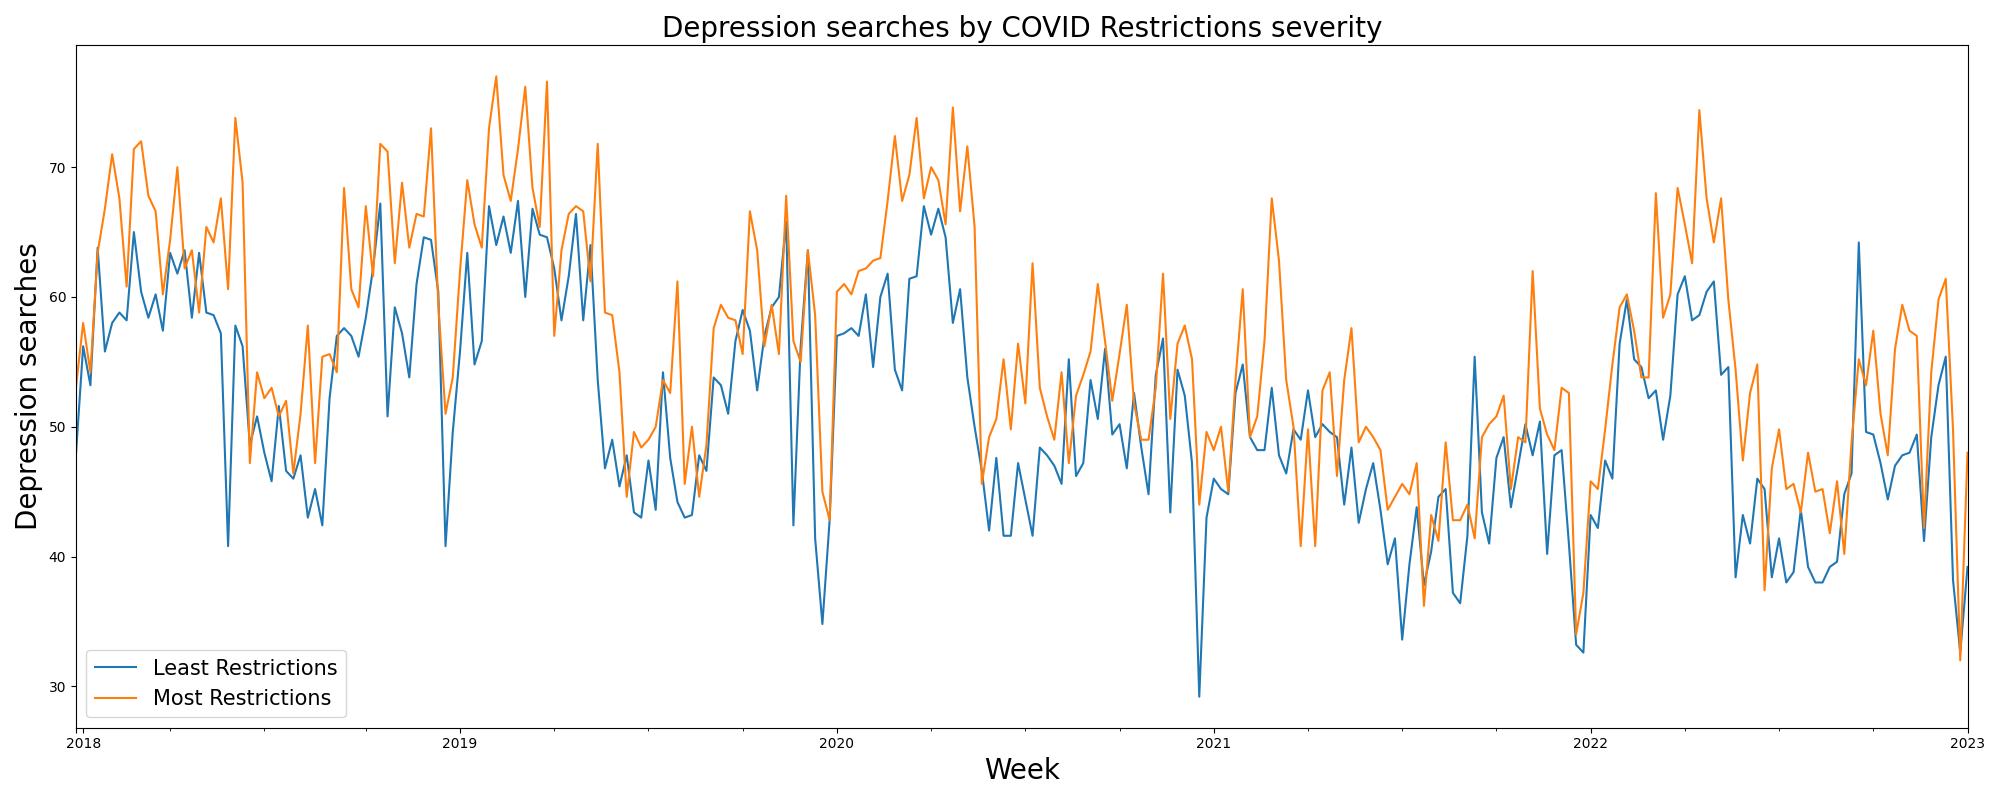 Depression searches by COVID Restrictions severity
Depression searches
70
60
50
40
30
Least Restrictions
Most Restrictions
2018 2019 2020 2021 2022 2023
Week